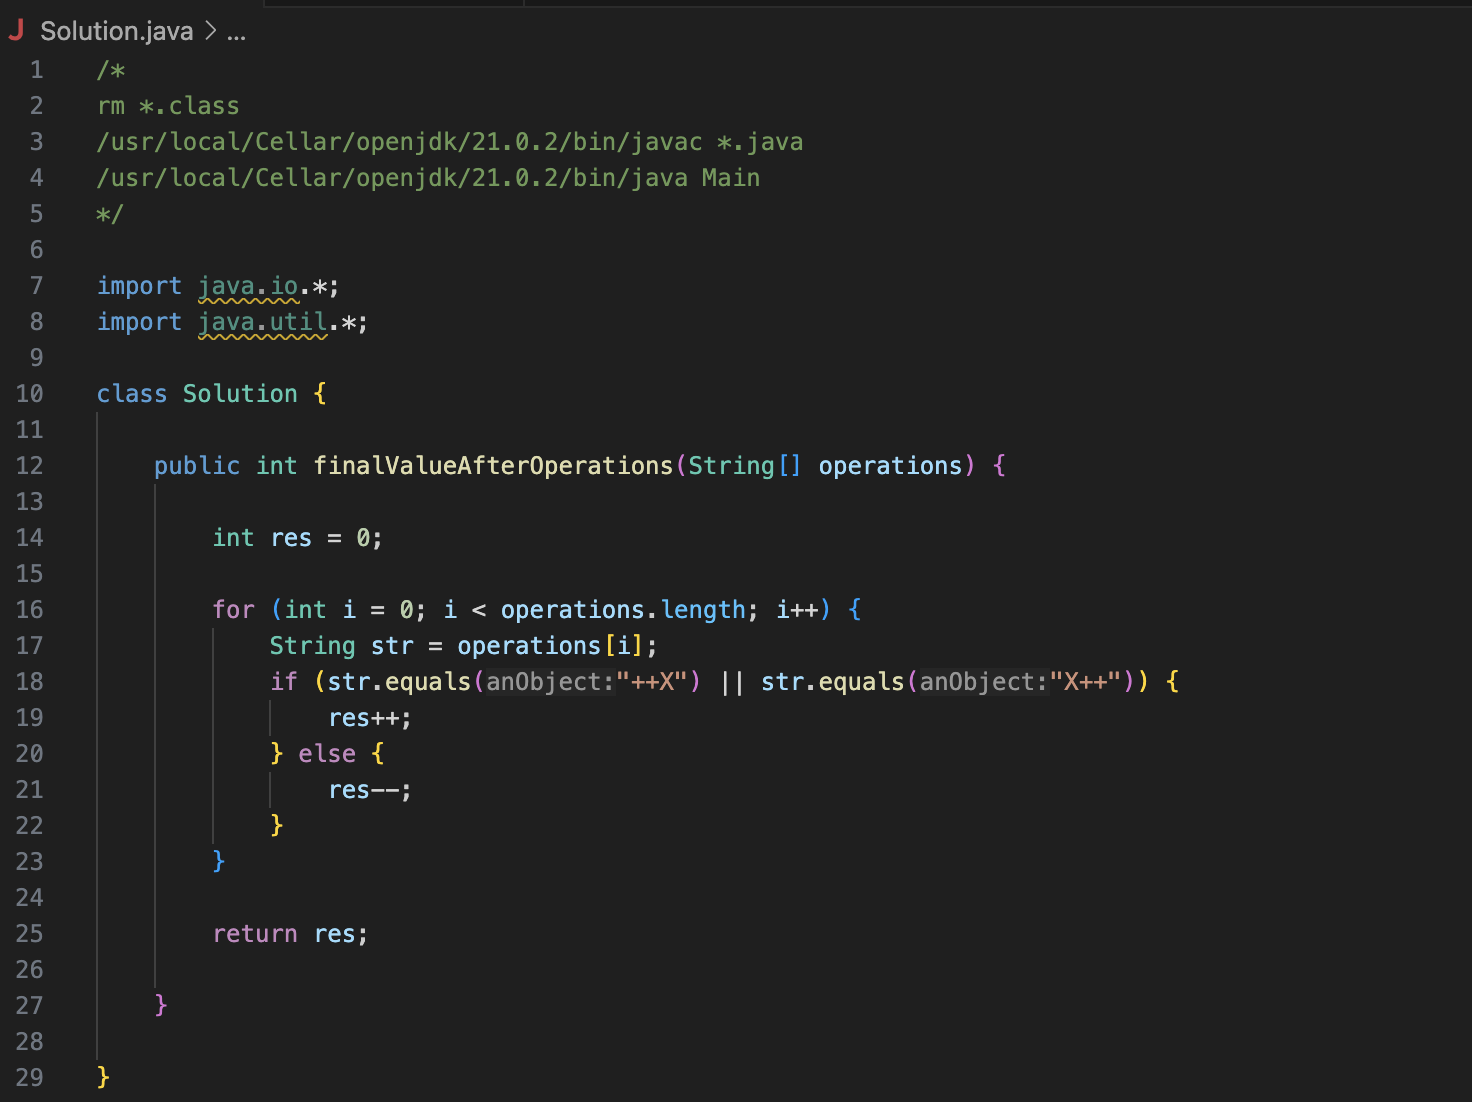 J Solution.java > ...
1 /*
2 rm *.class
3 /usr/local/Cellar/openjdk/21.0.2/bin/javac *.java
4 /usr/local/Cellar/openjdk/21.0.2/bin/java Main
5 */
6
7 import java.io.*;
8 import java.util.*;
9
10 class Solution {
11
12     public int finalValueAfterOperations(String[] operations) {
13
14         int res = 0;
15
16         for (int i = 0; i < operations.length; i++) {
17             String str = operations[i];
18             if (str.equals(anObject:"++X") || str.equals(anObject:"X++")) {
19                 res++;
20             } else {
21                 res--;
22             }
23         }
24
25         return res;
26
27     }
28
29 }